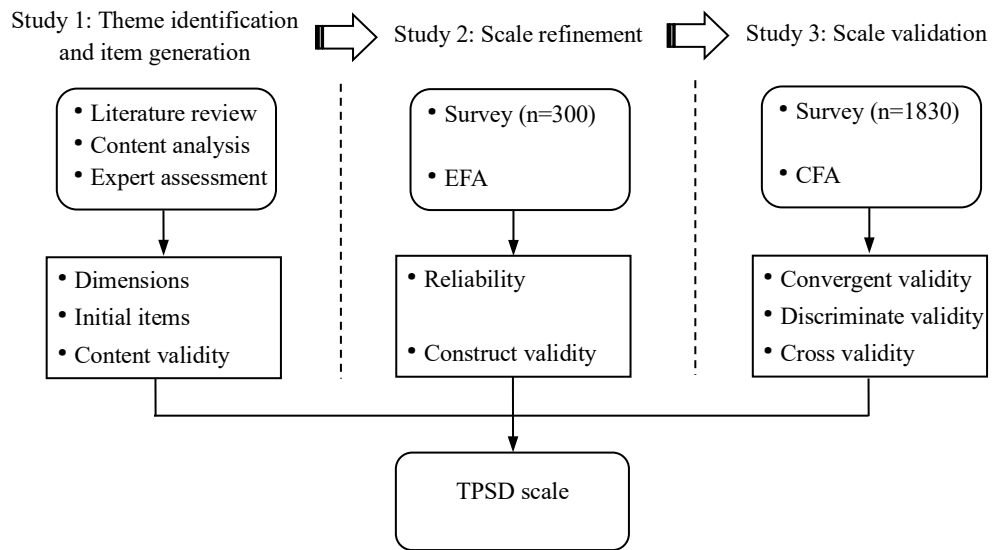 Study 1: Theme identification
and item generation
Study 2: Scale refinement
Study 3: Scale validation
• Literature review
• Content analysis
• Expert assessment
• Survey (n=300)
• EFA
• Survey (n=1830)
• CFA
• Dimensions
• Initial items
• Content validity
• Reliability
• Construct validity
• Convergent validity
• Discriminate validity
• Cross validity
TPSD scale